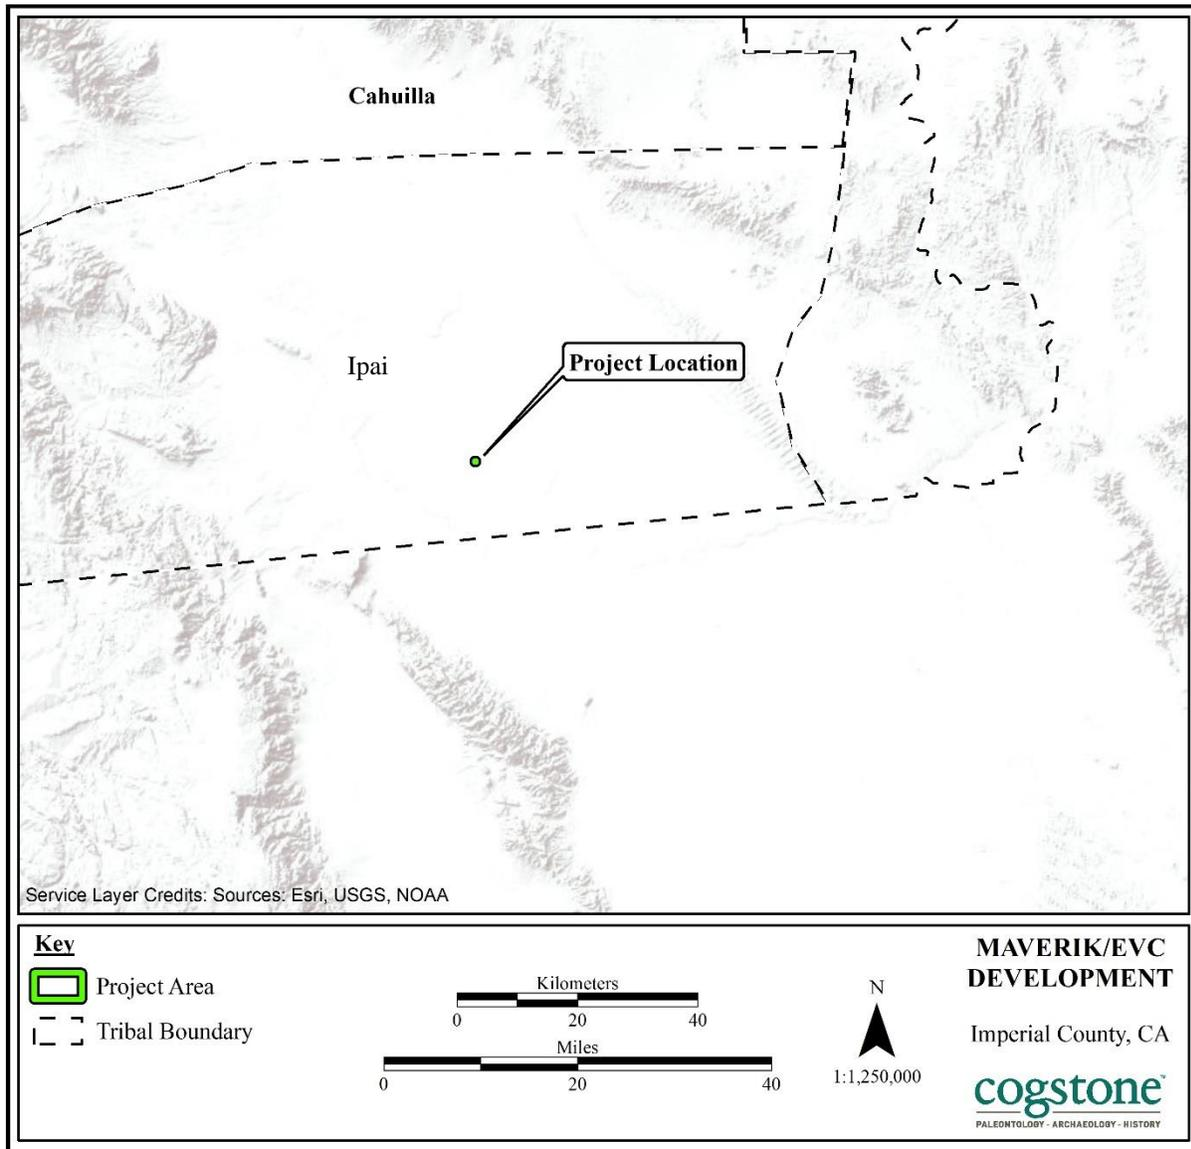 Cahuilla
Ipai
Project Location
Service Layer Credits: Sources: Esri, USGS, NOAA
Key
Project Area
Tribal Boundary
Kilometers
0 20 40
Miles
0 20 40
N
1:1,250,000
MAVERIK/EVC
DEVELOPMENT
Imperial County, CA
cogstone™
PALEONTOLOGY - ARCHAEOLOGY - HISTORY